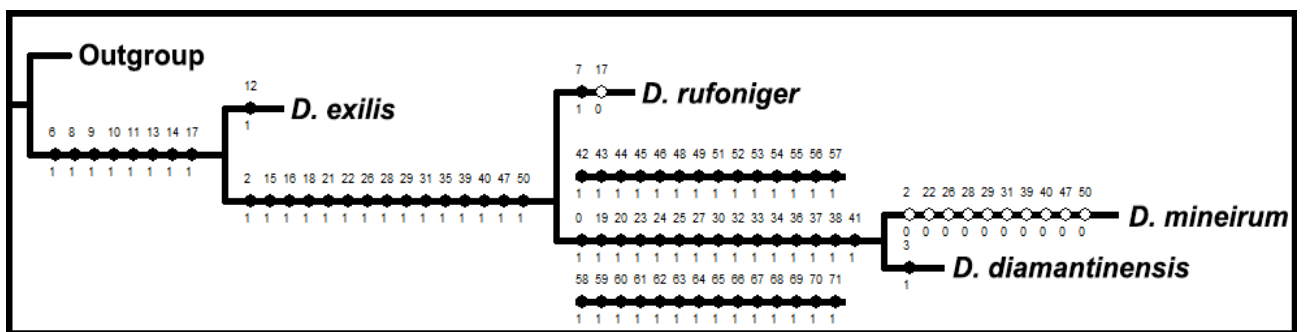 Outgroup
12
D. exilis
1
6 8 9 10 11 13 14 17
1 1 1 1 1 1 1 1
2 15 16 18 21 22 26 28 29 31 35 39 40 47 50
1 1 1 1 1 1 1 1 1 1 1 1 1 1 1
7 17
D. rufoniger
1 0
42 43 44 45 46 48 49 51 52 53 54 55 56 57
1 1 1 1 1 1 1 1 1 1 1 1 1 1
0 19 20 23 24 25 27 30 32 33 34 36 37 38 41
1 1 1 1 1 1 1 1 1 1 1 1 1 1 1
58 59 60 61 62 63 64 65 66 67 68 69 70 71
1 1 1 1 1 1 1 1 1 1 1 1 1 1
2 22 26 28 29 31 39 40 47 50
D. mineirum
0 0 0 0 0 0 0 0 0 0
3
D. diamantinensis
1